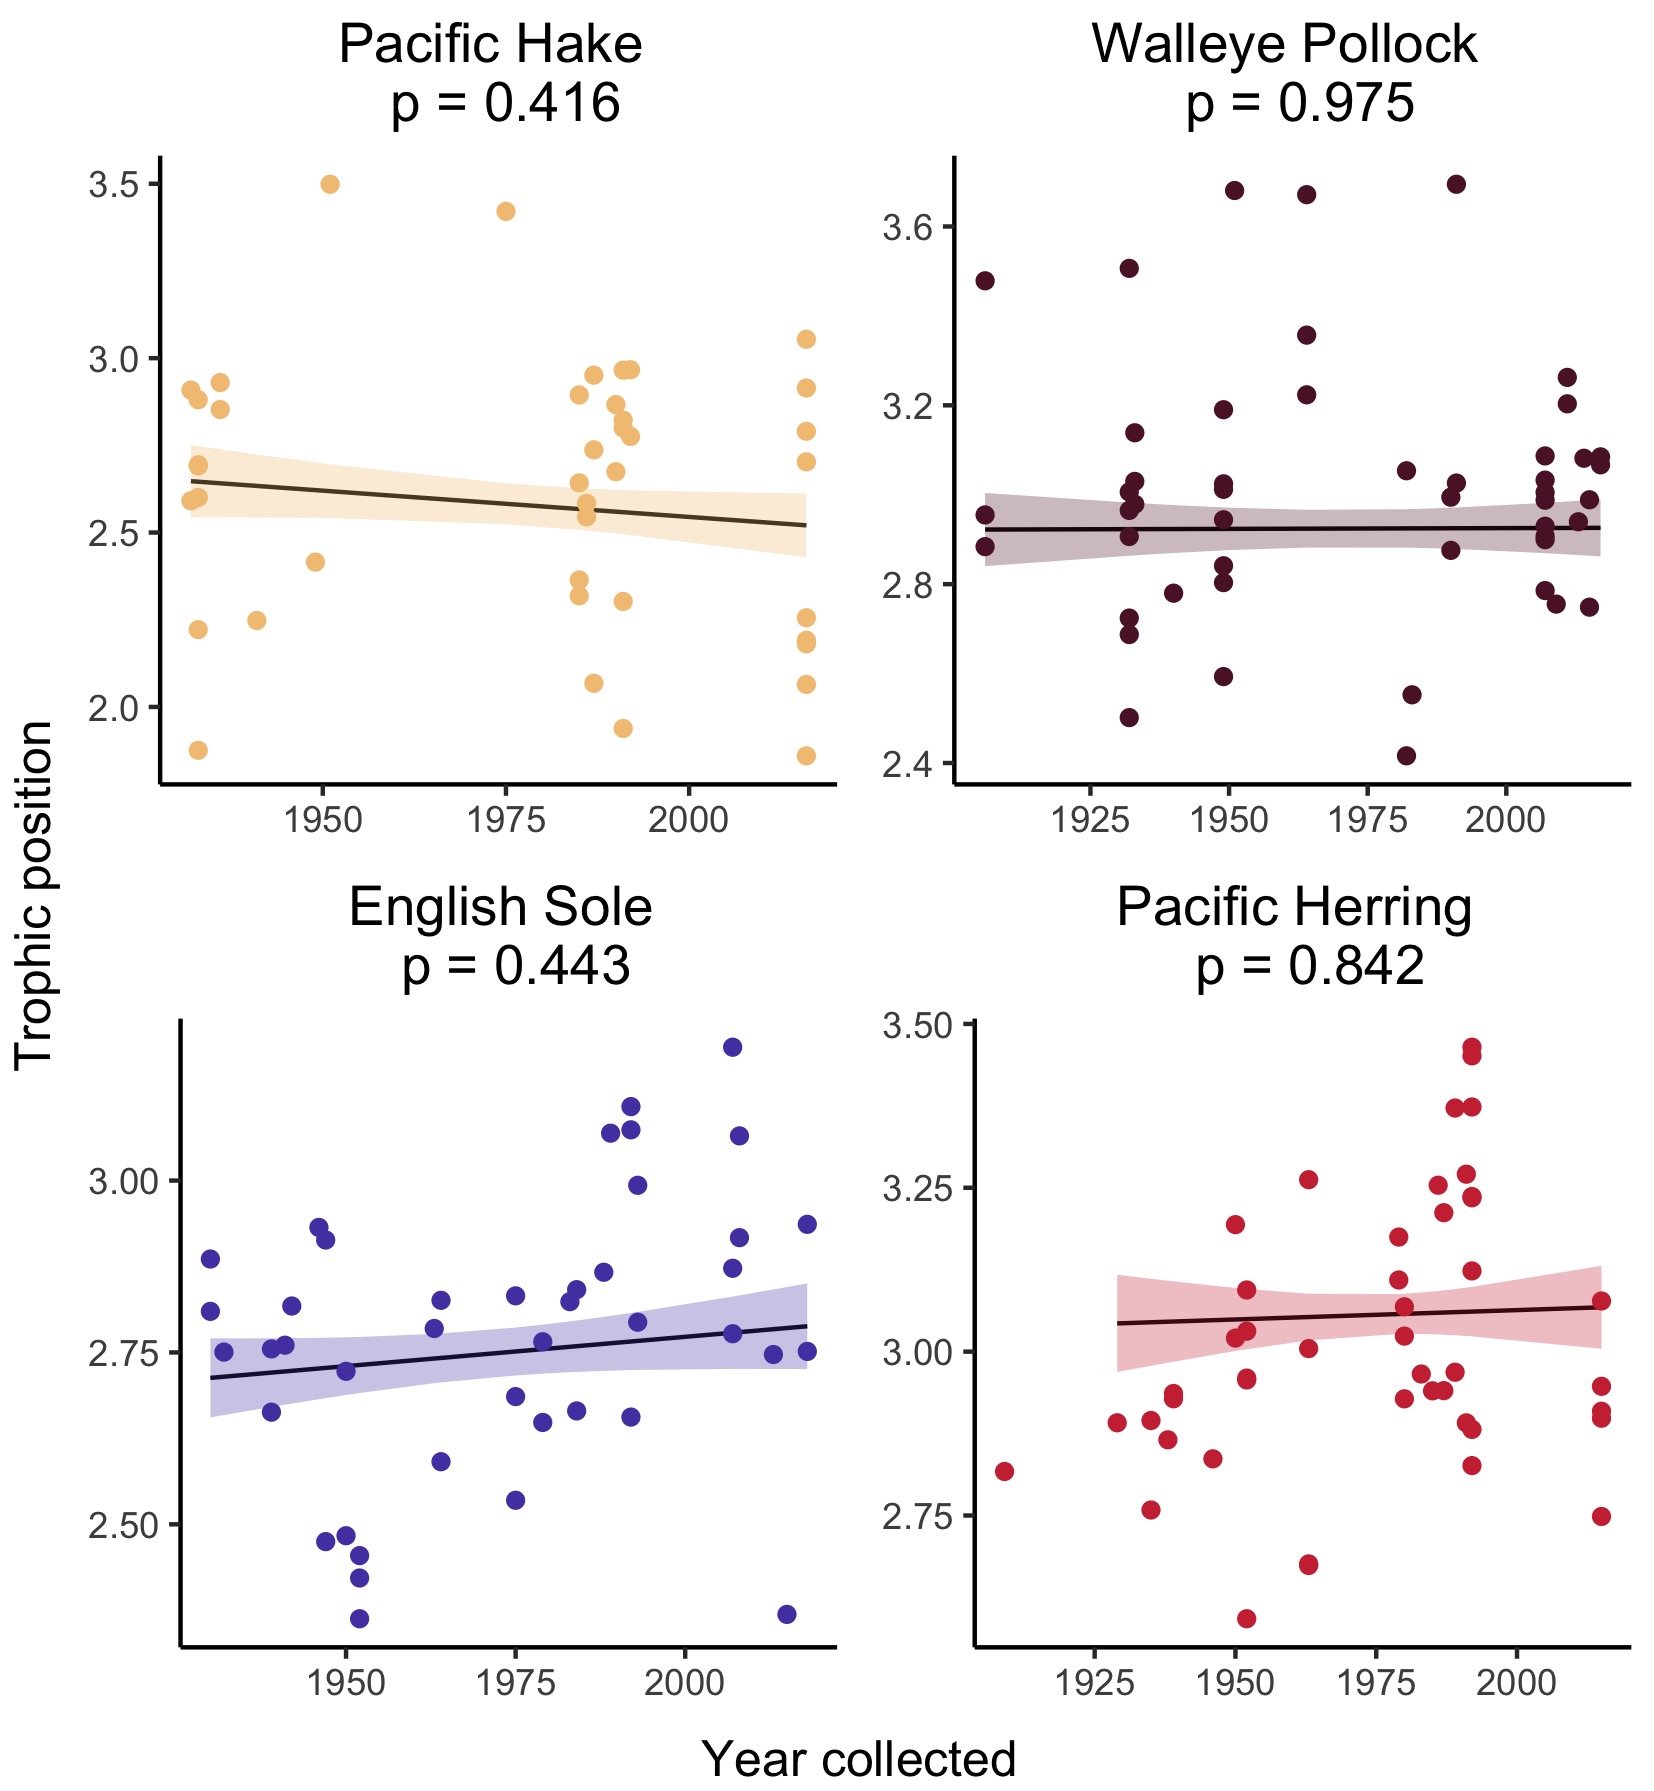 Pacific Hake
p = 0.416
3.5
3.0
2.5
2.0
1950 1975 2000
Walleye Pollock
p = 0.975
3.6
3.2
2.8
2.4
1925 1950 1975 2000
English Sole
p = 0.443
3.00
2.75
2.50
1950 1975 2000
Pacific Herring
p = 0.842
3.50
3.25
3.00
2.75
1925 1950 1975 2000
Trophic position
Year collected